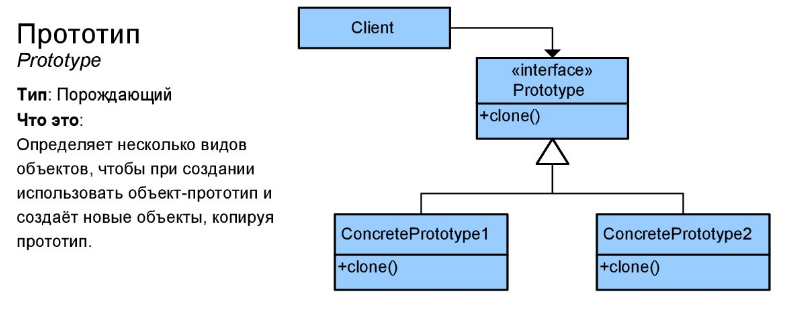 Прототип
Prototype
Тип: Порождающий
Что это:
Определяет несколько видов
объектов, чтобы при создании
использовать объект-прототип и
создаёт новые объекты, копируя
прототип.
Client
«interface»
Prototype
+clone()
ConcretePrototype1
+clone()
ConcretePrototype2
+clone()